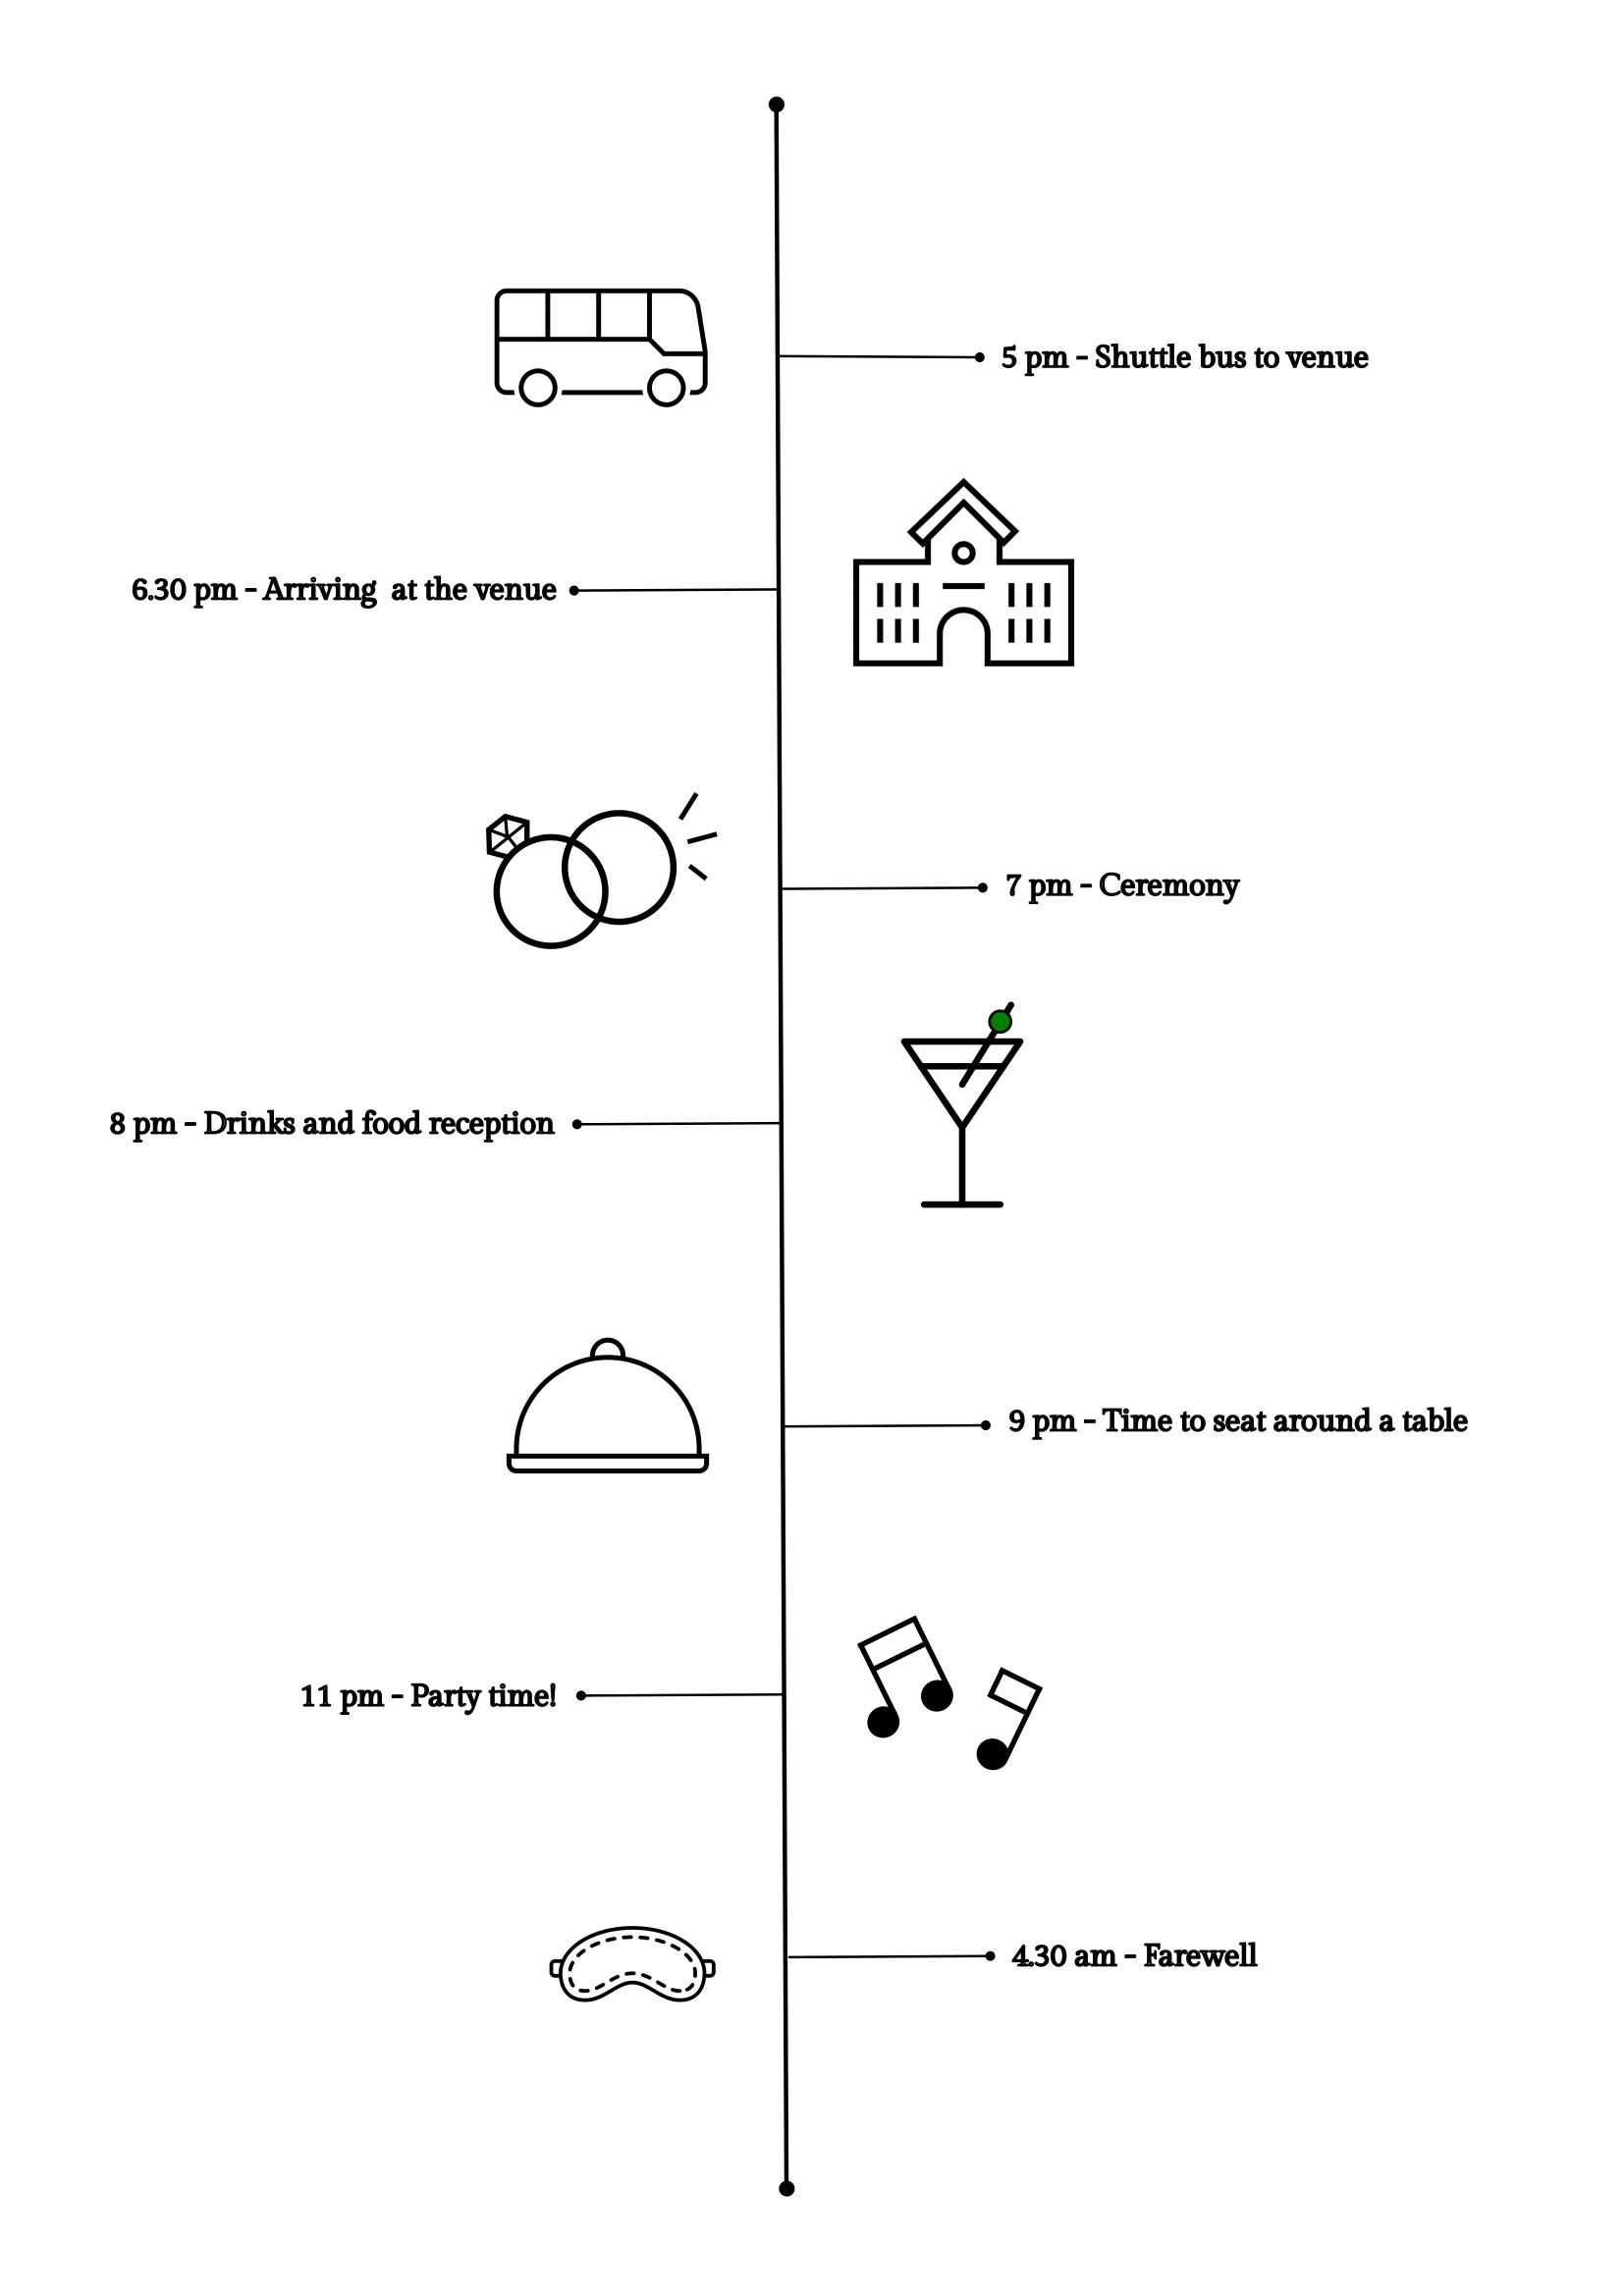 5 pm - Shuttle bus to venue
6.30 pm - Arriving  at the venue
7 pm - Ceremony
8 pm - Drinks and food reception
9 pm - Time to seat around a table
11 pm - Party time!
4.30 am - Farewell